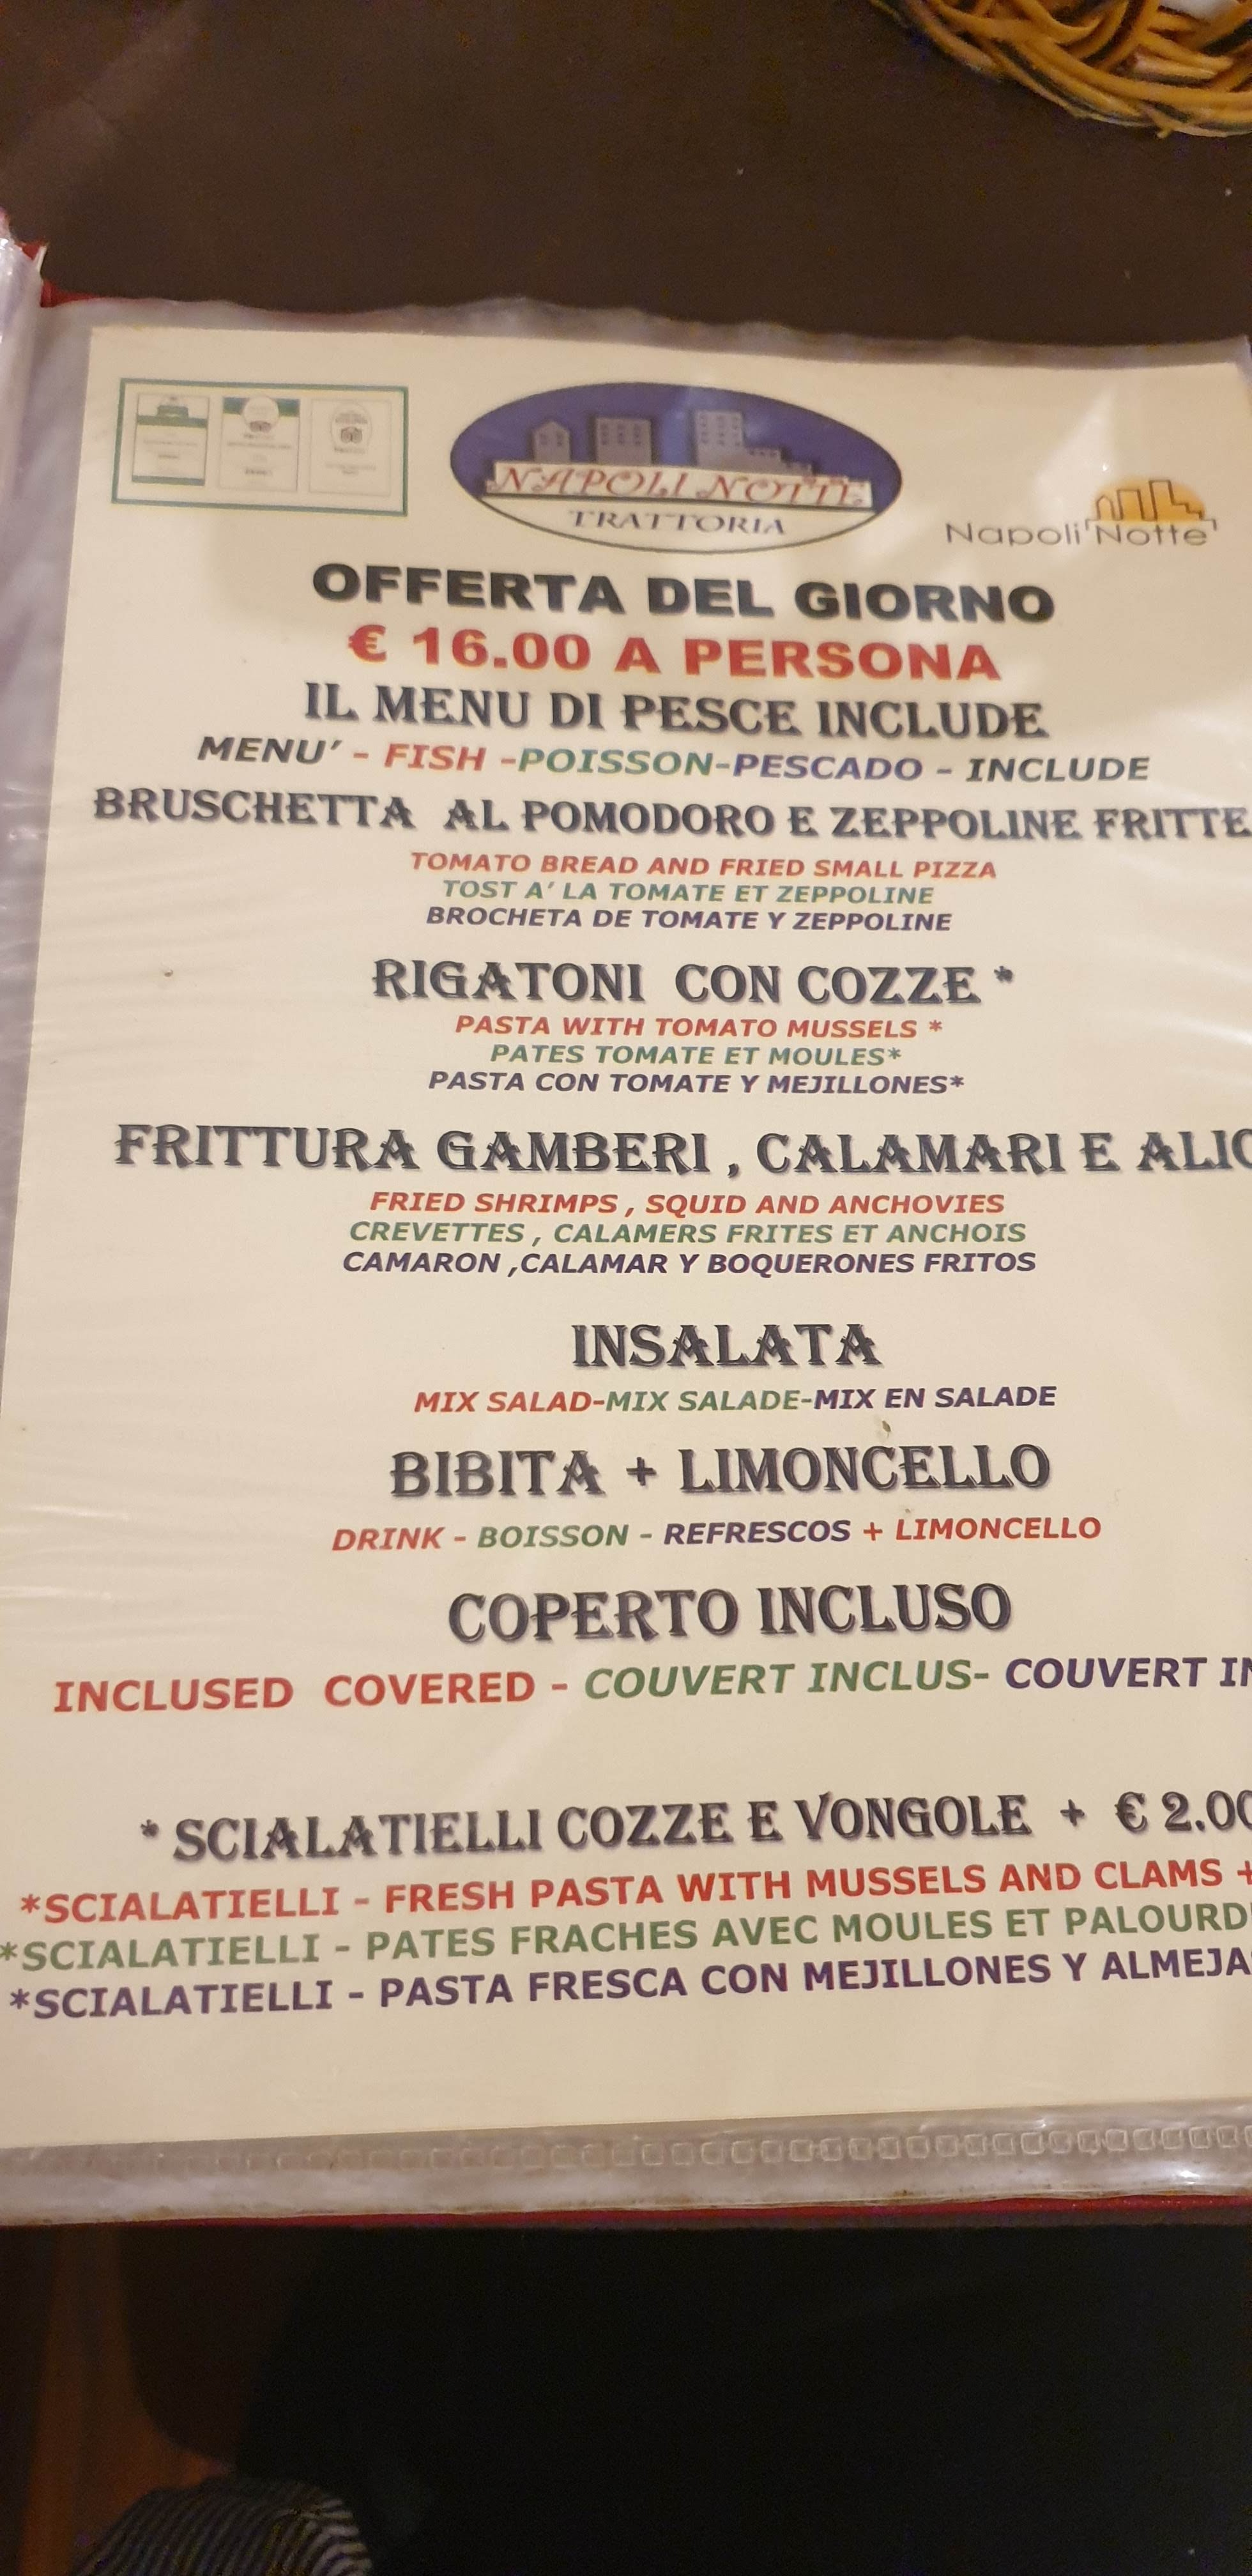 NAPOLI NOTTE
TRATTORIA
Napoli Notte
OFFERTA DEL GIORNO
€ 16.00 A PERSONA
IL MENU DI PESCE INCLUDE
MENU' - FISH -POISSON-PESCADO - INCLUDE
BRUSCHETTA AL POMODORO E ZEPPOLINE FRITTE
TOMATO BREAD AND FRIED SMALL PIZZA
TOST A' LA TOMATE ET ZEPPOLINE
BROCHETA DE TOMATE Y ZEPPOLINE
RIGATONI CON COZZE *
PASTA WITH TOMATO MUSSELS *
PATES TOMATE ET MOULES*
PASTA CON TOMATE Y MEJILLONES*
FRITTURA GAMBERI , CALAMARI E ALIC
FRIED SHRIMPS , SQUID AND ANCHOVIES
CREVETTES , CALAMERS FRITES ET ANCHOIS
CAMARON ,CALAMAR Y BOQUERONES FRITOS
INSALATA
MIX SALAD-MIX SALADE-MIX EN SALADE
BIBITA + LIMONCELLO
DRINK - BOISSON - REFRESCOS + LIMONCELLO
COPERTO INCLUSO
INCLUSED COVERED - COUVERT INCLUS- COUVERT IN
* SCIALATIELLI COZZE E VONGOLE + € 2.00
*SCIALATIELLI - FRESH PASTA WITH MUSSELS AND CLAMS +
*SCIALATIELLI - PATES FRACHES AVEC MOULES ET PALOURD
*SCIALATIELLI - PASTA FRESCA CON MEJILLONES Y ALMEJAS